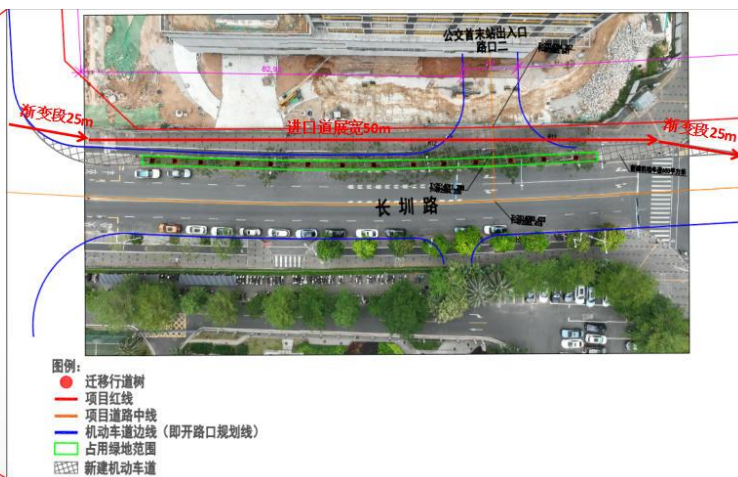 公交首末站出入口
路口二
62.9
渐变段25m
进口道展宽50m
渐变段25m
R15
长圳路
图例：
迁移行道树
项目红线
项目道路中线
机动车道边线（即开路口规划线）
占用绿地范围
新建机动车道